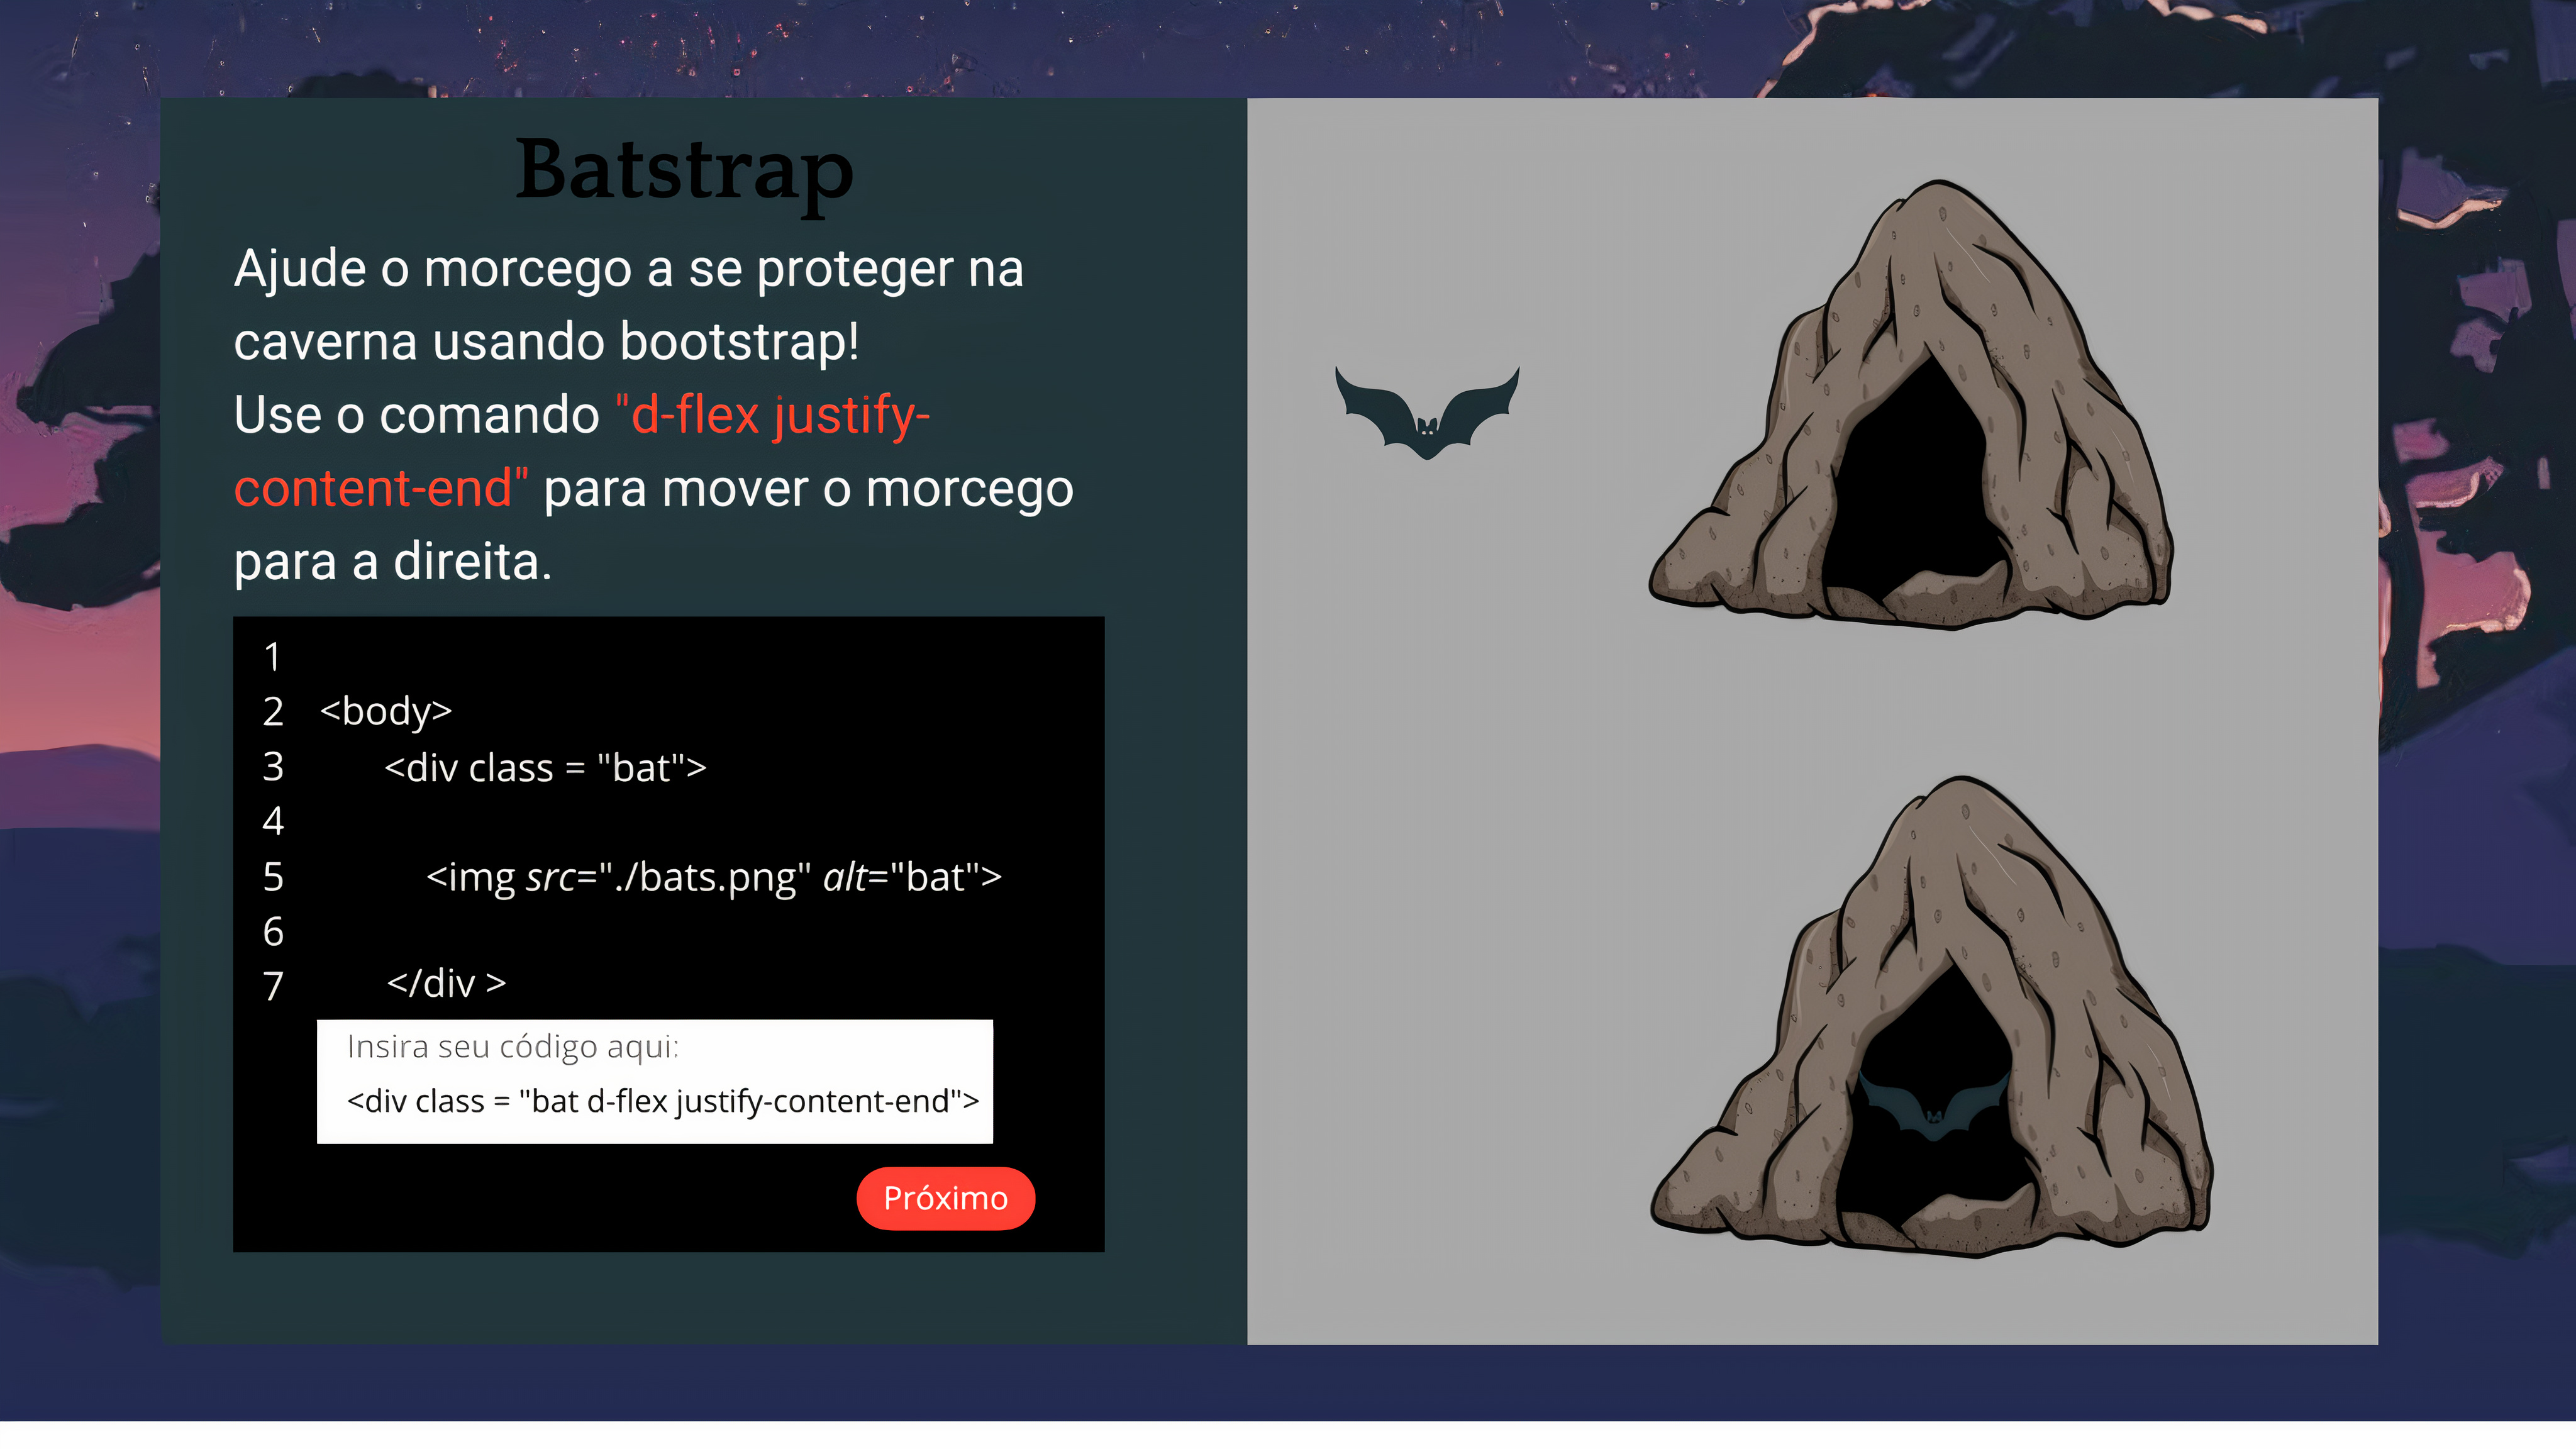 Batstrap
Ajude o morcego a se proteger na
caverna usando bootstrap!
Use o comando "d-flex justify-
content-end" para mover o morcego
para a direita.
1
2 <body>
3 <div class = "bat">
4
5 <img src="./bats.png" alt="bat">
6
7 </div >
Insira seu código aqui:
<div class = "bat d-flex justify-content-end">
Próximo